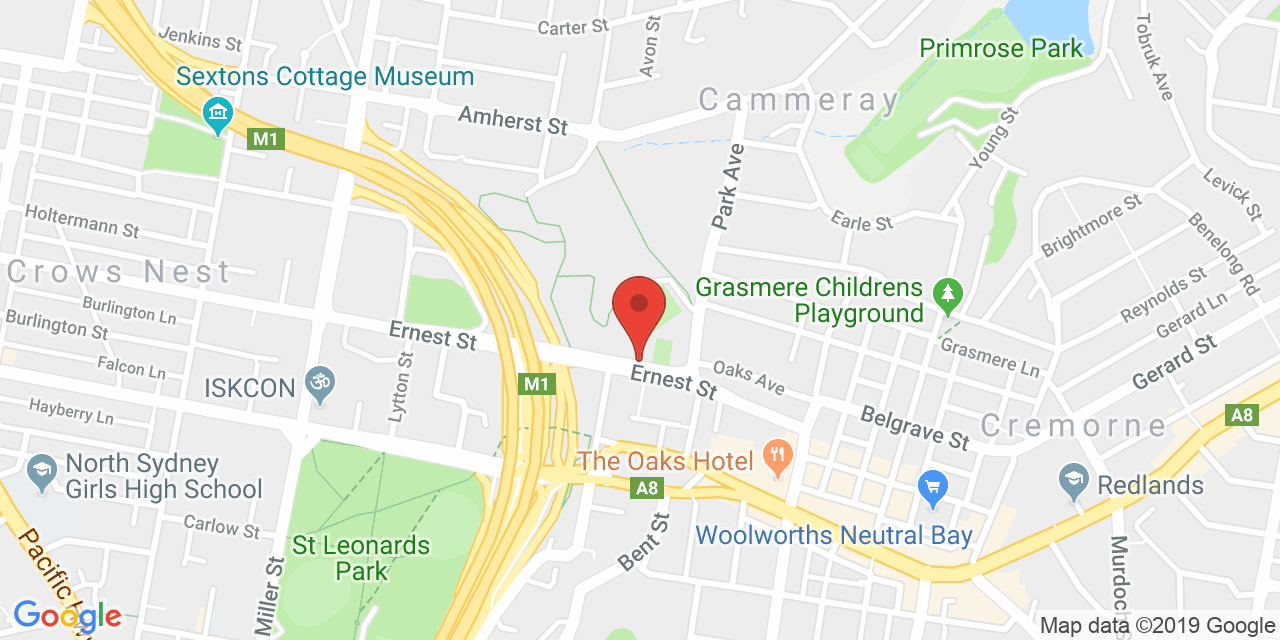 Jenkins St
Carter St
Avon St
Tobruk Ave
Primrose Park
Sextons Cottage Museum
Cammeray
Amherst St
M1
Young St
Park Ave
Levick St
Holtermann St
Earle St
Brightmore St
Benelong Rd
Crows Nest
Grasmere Childrens
Playground
Reynolds St
Burlington Ln
Gerard Ln
Burlington St
Ernest St
Grasmere Ln
Gerard St
Falcon Ln
Lytton St
ISKCON
M1
Ernest St
Oaks Ave
Hayberry Ln
Belgrave St
Cremorne
A8
North Sydney
Girls High School
The Oaks Hotel
A8
Redlands
Carlow St
Bent St
Woolworths Neutral Bay
St Leonards
Park
Pacific
Miller St
Google
Map data ©2019 Google